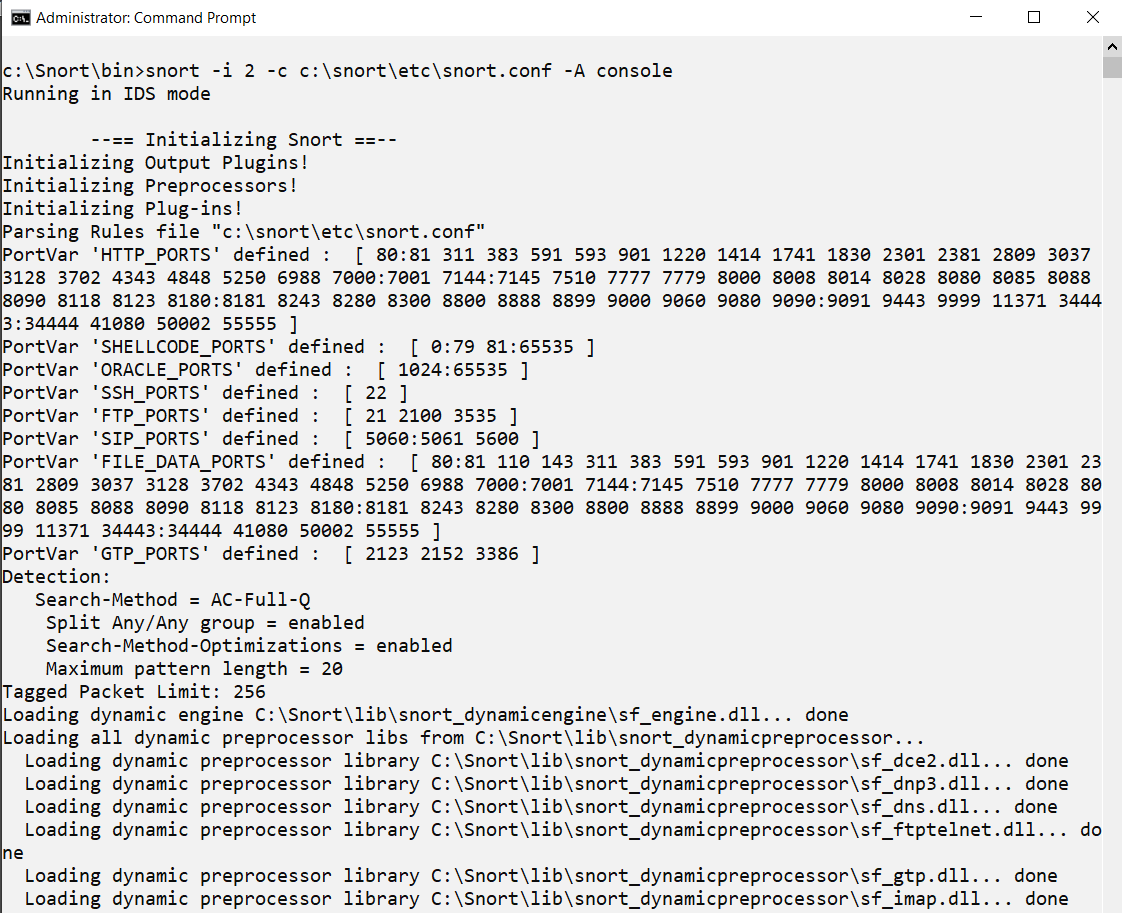 Administrator: Command Prompt
c:\Snort\bin>snort -i 2 -c c:\snort\etc\snort.conf -A console
Running in IDS mode
--== Initializing Snort ==--
Initializing Output Plugins!
Initializing Preprocessors!
Initializing Plug-ins!
Parsing Rules file "c:\snort\etc\snort.conf"
PortVar 'HTTP_PORTS' defined :  [ 80:81 311 383 591 593 901 1220 1414 1741 1830 2301 2381 2809 3037
3128 3702 4343 4848 5250 6988 7000:7001 7144:7145 7510 7777 7779 8000 8008 8014 8028 8080 8085 8088
8090 8118 8123 8180:8181 8243 8280 8300 8800 8888 8899 9000 9060 9080 9090:9091 9443 9999 11371 3444
3:34444 41080 50002 55555 ]
PortVar 'SHELLCODE_PORTS' defined :  [ 0:79 81:65535 ]
PortVar 'ORACLE_PORTS' defined :  [ 1024:65535 ]
PortVar 'SSH_PORTS' defined :  [ 22 ]
PortVar 'FTP_PORTS' defined :  [ 21 2100 3535 ]
PortVar 'SIP_PORTS' defined :  [ 5060:5061 5600 ]
PortVar 'FILE_DATA_PORTS' defined :  [ 80:81 110 143 311 383 591 593 901 1220 1414 1741 1830 2301 23
81 2809 3037 3128 3702 4343 4848 5250 6988 7000:7001 7144:7145 7510 7777 7779 8000 8008 8014 8028 80
80 8085 8088 8090 8118 8123 8180:8181 8243 8280 8300 8800 8888 8899 9000 9060 9080 9090:9091 9443 99
99 11371 34443:34444 41080 50002 55555 ]
PortVar 'GTP_PORTS' defined :  [ 2123 2152 3386 ]
Detection:
   Search-Method = AC-Full-Q
    Split Any/Any group = enabled
    Search-Method-Optimizations = enabled
    Maximum pattern length = 20
Tagged Packet Limit: 256
Loading dynamic engine C:\Snort\lib\snort_dynamicengine\sf_engine.dll... done
Loading all dynamic preprocessor libs from C:\Snort\lib\snort_dynamicpreprocessor...
  Loading dynamic preprocessor library C:\Snort\lib\snort_dynamicpreprocessor\sf_dce2.dll... done
  Loading dynamic preprocessor library C:\Snort\lib\snort_dynamicpreprocessor\sf_dnp3.dll... done
  Loading dynamic preprocessor library C:\Snort\lib\snort_dynamicpreprocessor\sf_dns.dll... done
  Loading dynamic preprocessor library C:\Snort\lib\snort_dynamicpreprocessor\sf_ftptelnet.dll... do
ne
  Loading dynamic preprocessor library C:\Snort\lib\snort_dynamicpreprocessor\sf_gtp.dll... done
  Loading dynamic preprocessor library C:\Snort\lib\snort_dynamicpreprocessor\sf_imap.dll... done